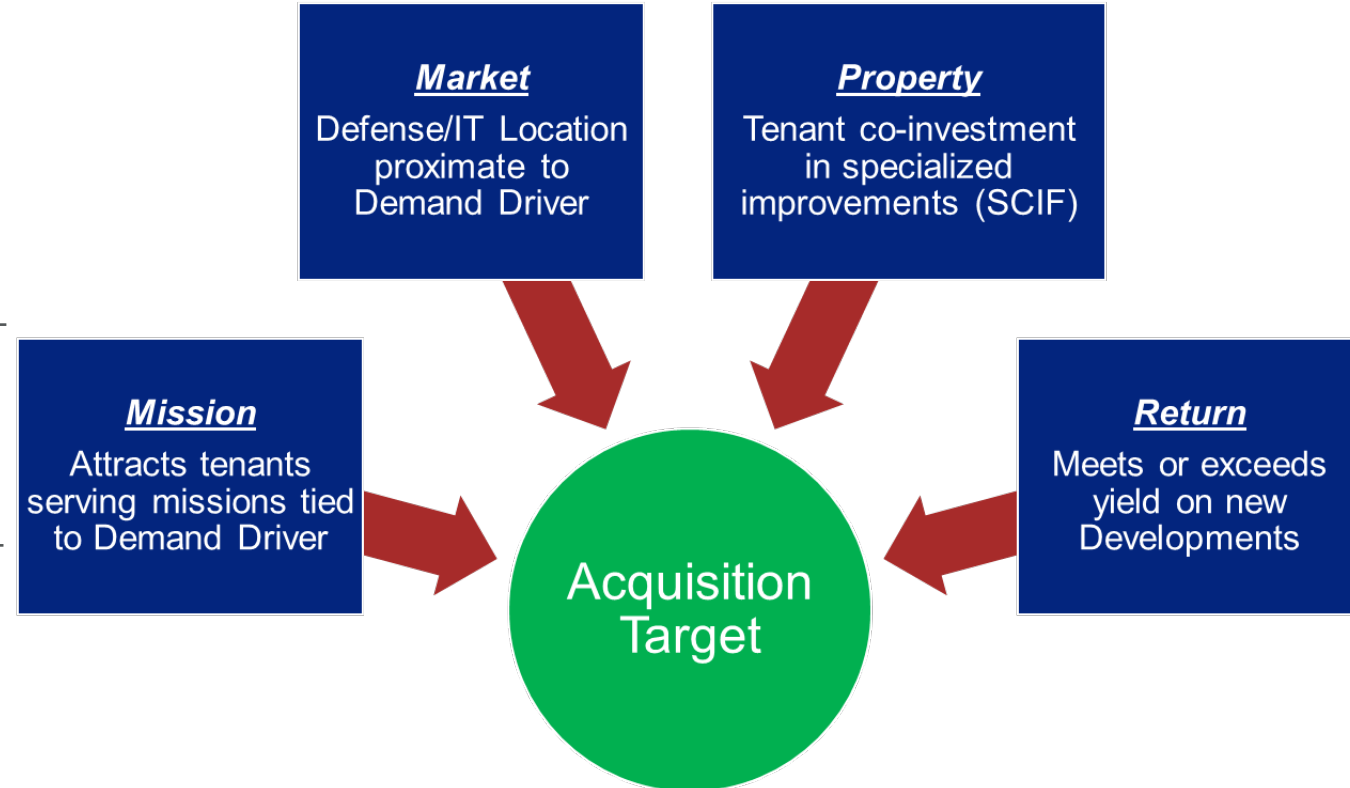 Market
Defense/IT Location
proximate to
Demand Driver
Property
Tenant co-investment
in specialized
improvements (SCIF)
Mission
Attracts tenants
serving missions tied
to Demand Driver
Return
Meets or exceeds
yield on new
Developments
Acquisition
Target